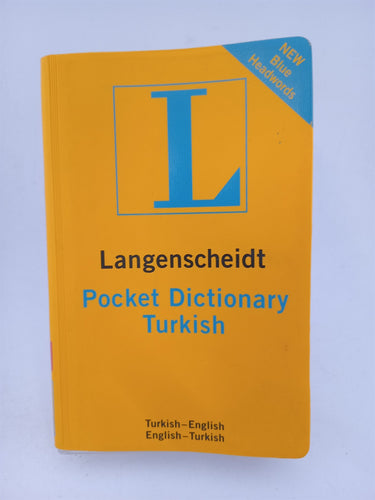 NEW
Blue
Headwords
L
Langenscheidt
Pocket Dictionary
Turkish
Turkish–English
English–Turkish